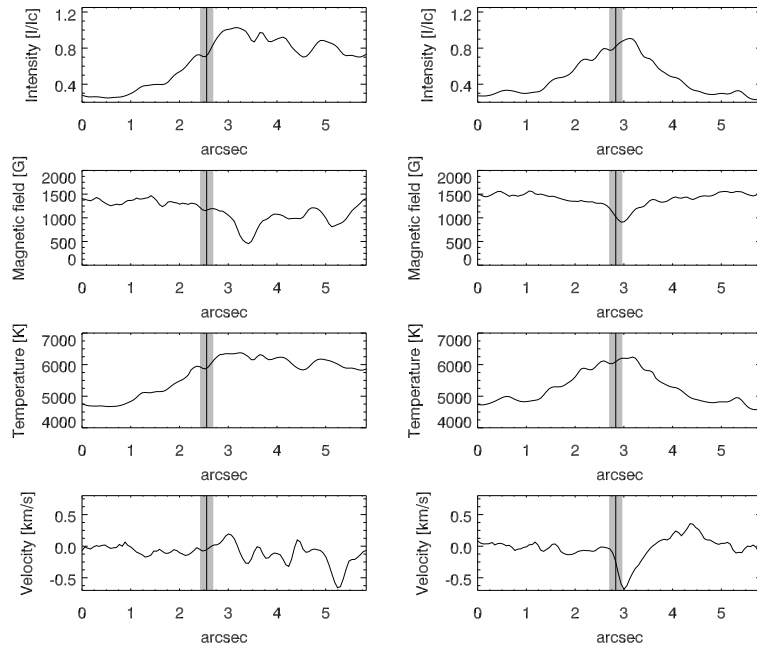 Intensity [I/Ic]
1.2
0.8
0.4
0 1 2 3 4 5
arcsec
Intensity [I/Ic]
1.2
0.8
0.4
0 1 2 3 4 5
arcsec
Magnetic field [G]
2000
1500
1000
500
0
0 1 2 3 4 5
arcsec
Magnetic field [G]
2000
1500
1000
500
0
0 1 2 3 4 5
arcsec
Temperature [K]
7000
6000
5000
4000
0 1 2 3 4 5
arcsec
Temperature [K]
7000
6000
5000
4000
0 1 2 3 4 5
arcsec
Velocity [km/s]
0.5
0.0
-0.5
0 1 2 3 4 5
arcsec
Velocity [km/s]
0.5
0.0
-0.5
0 1 2 3 4 5
arcsec